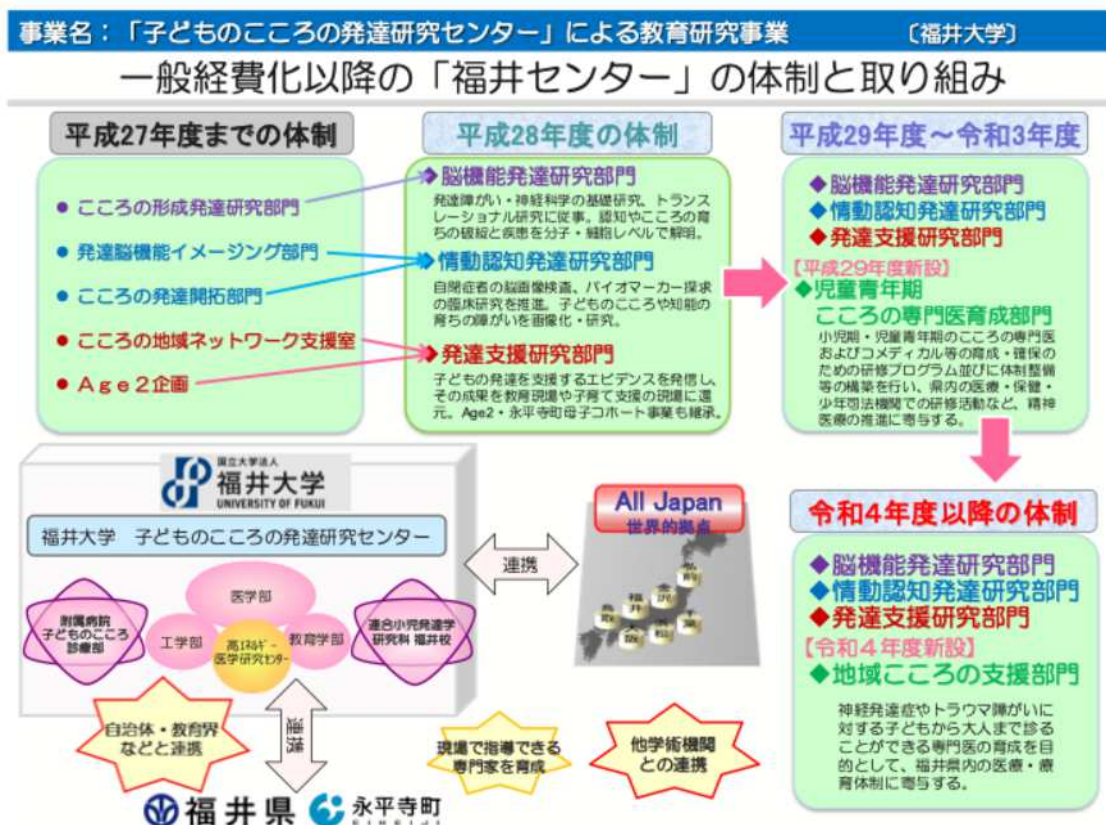 事業名：「子どものこころの発達研究センター」による教育研究事業 〔福井大学〕
一般経費化以降の「福井センター」の体制と取り組み
平成27年度までの体制
● こころの形成発達研究部門
● 発達脳機能イメージング部門
● こころの発達開拓部門
● こころの地域ネットワーク支援室
● Ａｇｅ２企画
平成28年度の体制
◆脳機能発達研究部門
発達障がい・神経科学の基礎研究、トランス
レーショナル研究に従事。認知やこころの育
ちの破綻と疾患を分子・細胞レベルで解明。
◆情動認知発達研究部門
自閉症者の脳画像検査、バイオマーカー探求
の臨床研究を推進。子どものこころや知能の
育ちの障がいを画像化・研究。
◆発達支援研究部門
子どもの発達を支援するエビデンスを発信し、
その成果を教育現場や子育て支援の現場に還
元。Age2・永平寺町母子コホート事業も継承。
平成29年度～令和3年度
◆脳機能発達研究部門
◆情動認知発達研究部門
◆発達支援研究部門
【平成29年度新設】
◆児童青年期
こころの専門医育成部門
小児期・児童青年期のこころの専門医
およびコメディカル等の育成・確保の
ための研修プログラム並びに体制整備
等の構築を行い、県内の医療・保健・
少年司法機関での研修活動など、精神
医療の推進に寄与する。
令和4年度以降の体制
◆脳機能発達研究部門
◆情動認知発達研究部門
◆発達支援研究部門
【令和4年度新設】
◆地域こころの支援部門
神経発達症やトラウマ障がいに
対する子どもから大人まで診る
ことができる専門医の育成を目
的として、福井県内の医療・療
育体制に寄与する。
国立大学法人
福井大学
UNIVERSITY OF FUKUI
福井大学 子どものこころの発達研究センター
附属病院
子どものこころ
診療部
医学部
工学部
高エネルギー
医学研究センター
教育学部
連合小児発達学
研究科 福井校
連携
All Japan
世界的拠点
弘前
金沢
福井
鳥取
千葉
浜松
大阪
連携
自治体・教育界
などと連携
現場で指導できる
専門家を育成
他学術機関
との連携
福井県
永平寺町